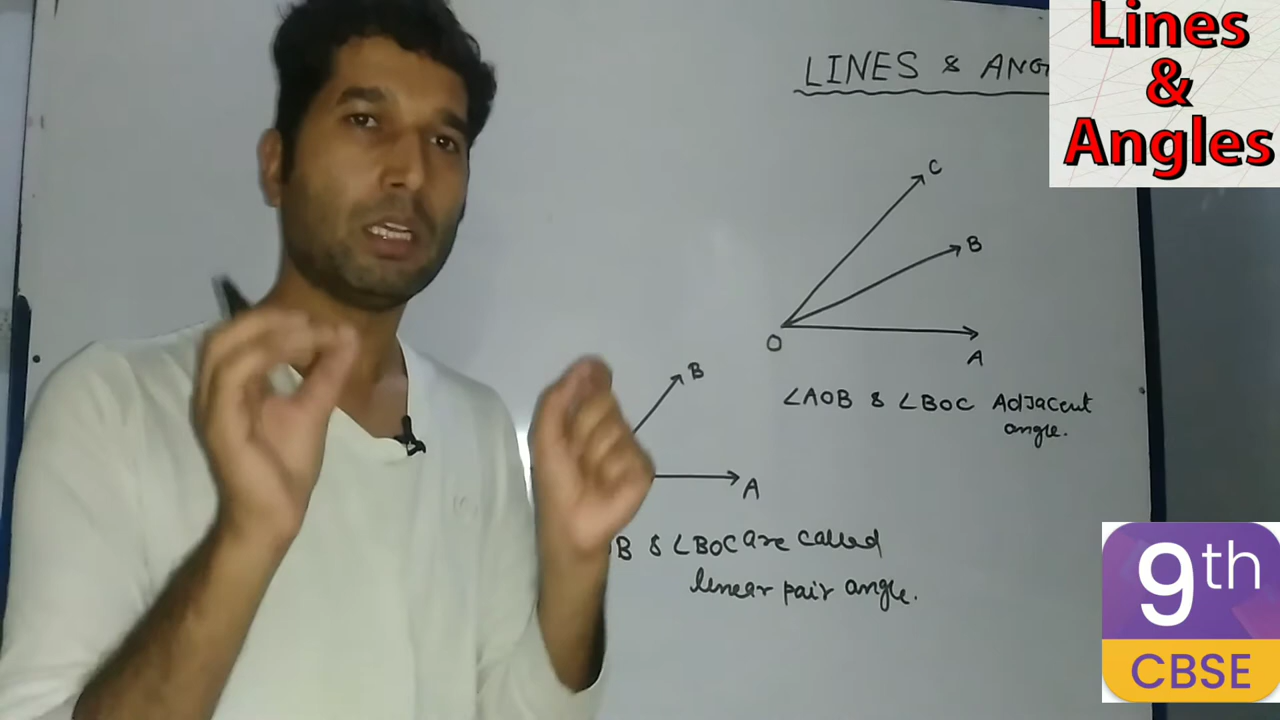 LINES & ANG
Lines
&
Angles
C
B
O
A
∠AOB & ∠BOC Adjacent
angle.
B
A
B & ∠BOC are called
linear pair angle.
9th
CBSE